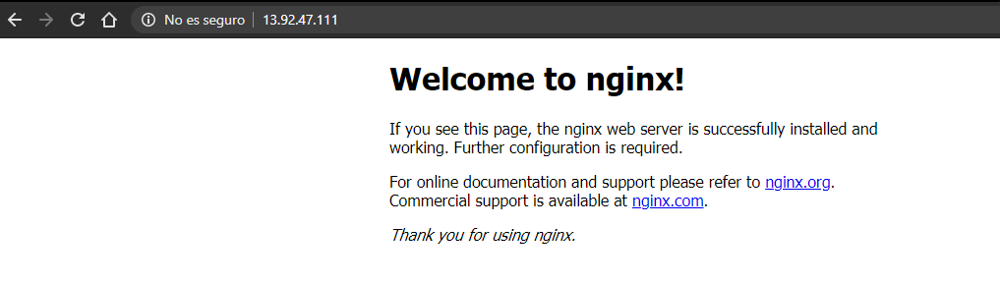 No es seguro | 13.92.47.111
Welcome to nginx!
If you see this page, the nginx web server is successfully installed and
working. Further configuration is required.
For online documentation and support please refer to nginx.org.
Commercial support is available at nginx.com.
Thank you for using nginx.